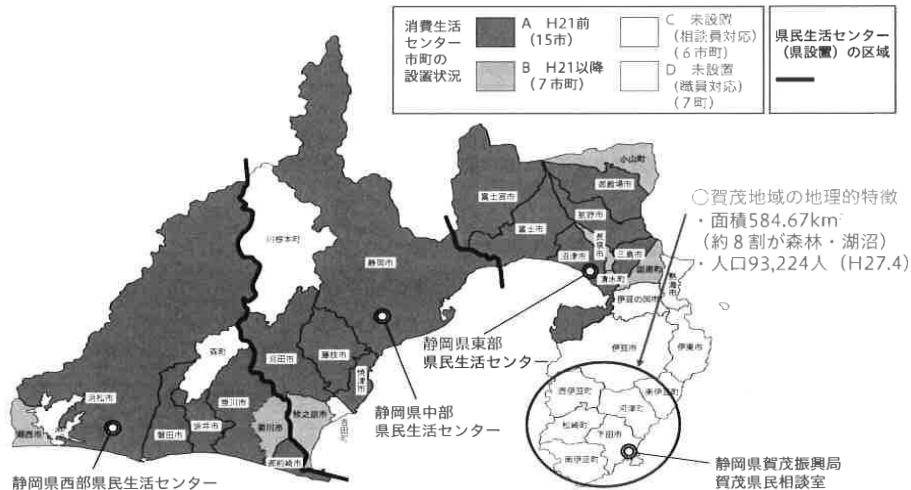 消費生活
センター
市町の
設置状況
A H21前
(15市)
B H21以降
(7市町)
C 未設置
(相談員対応)
(6市町)
D 未設置
(職員対応)
(7町)
県民生活センター
(県設置)の区域
小山町
御殿場市
富士宮市
裾野市
富士市
長泉町
沼津市
三島市
清水町
函南町
熱海市
伊豆の国市
伊豆市
伊東市
○賀茂地域の地理的特徴
・面積584.67km²
(約8割が森林・湖沼)
・人口93,224人(H27.4)
川根本町
静岡市
森町
島田市
藤枝市
焼津市
浜松市
掛川市
磐田市
袋井市
菊川市
牧之原市
吉田町
湖西市
御前崎市
西伊豆町
東伊豆町
河津町
松崎町
下田市
南伊豆町
静岡県東部
県民生活センター
静岡県中部
県民生活センター
静岡県西部県民生活センター
静岡県賀茂振興局
賀茂県民相談室